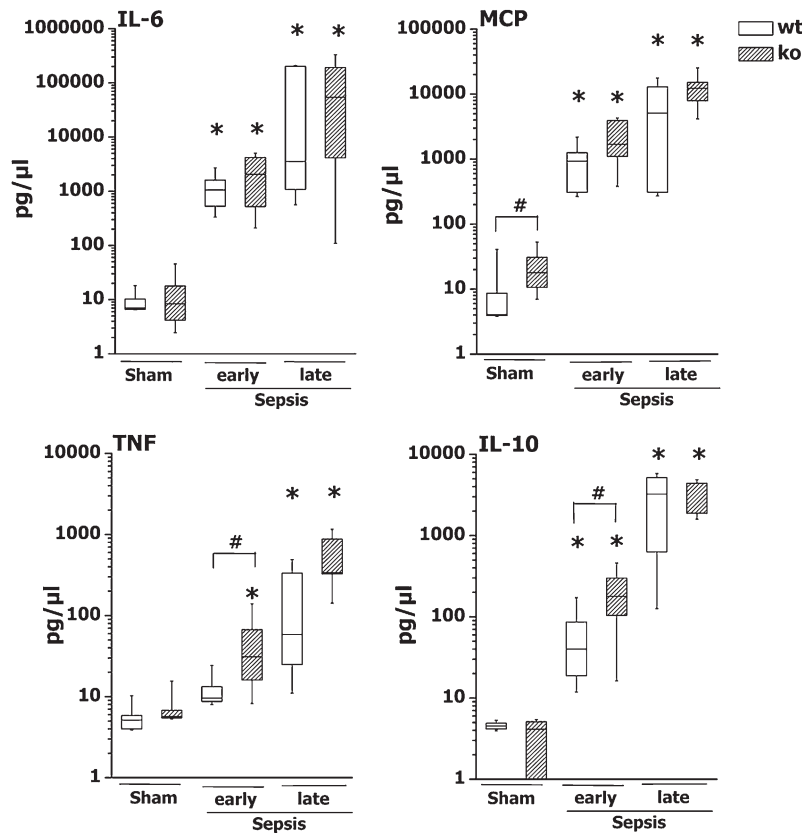 IL-6
1000000
100000
10000
1000
100
10
1
pg/µl
* * * *
Sham early late
Sepsis
MCP
wt
ko
100000
10000
1000
100
10
1
pg/µl
* * * *
#
Sham early late
Sepsis
TNF
10000
1000
100
10
1
pg/µl
* *
#
*
Sham early late
Sepsis
IL-10
10000
1000
100
10
1
pg/µl
* *
#
* *
Sham early late
Sepsis